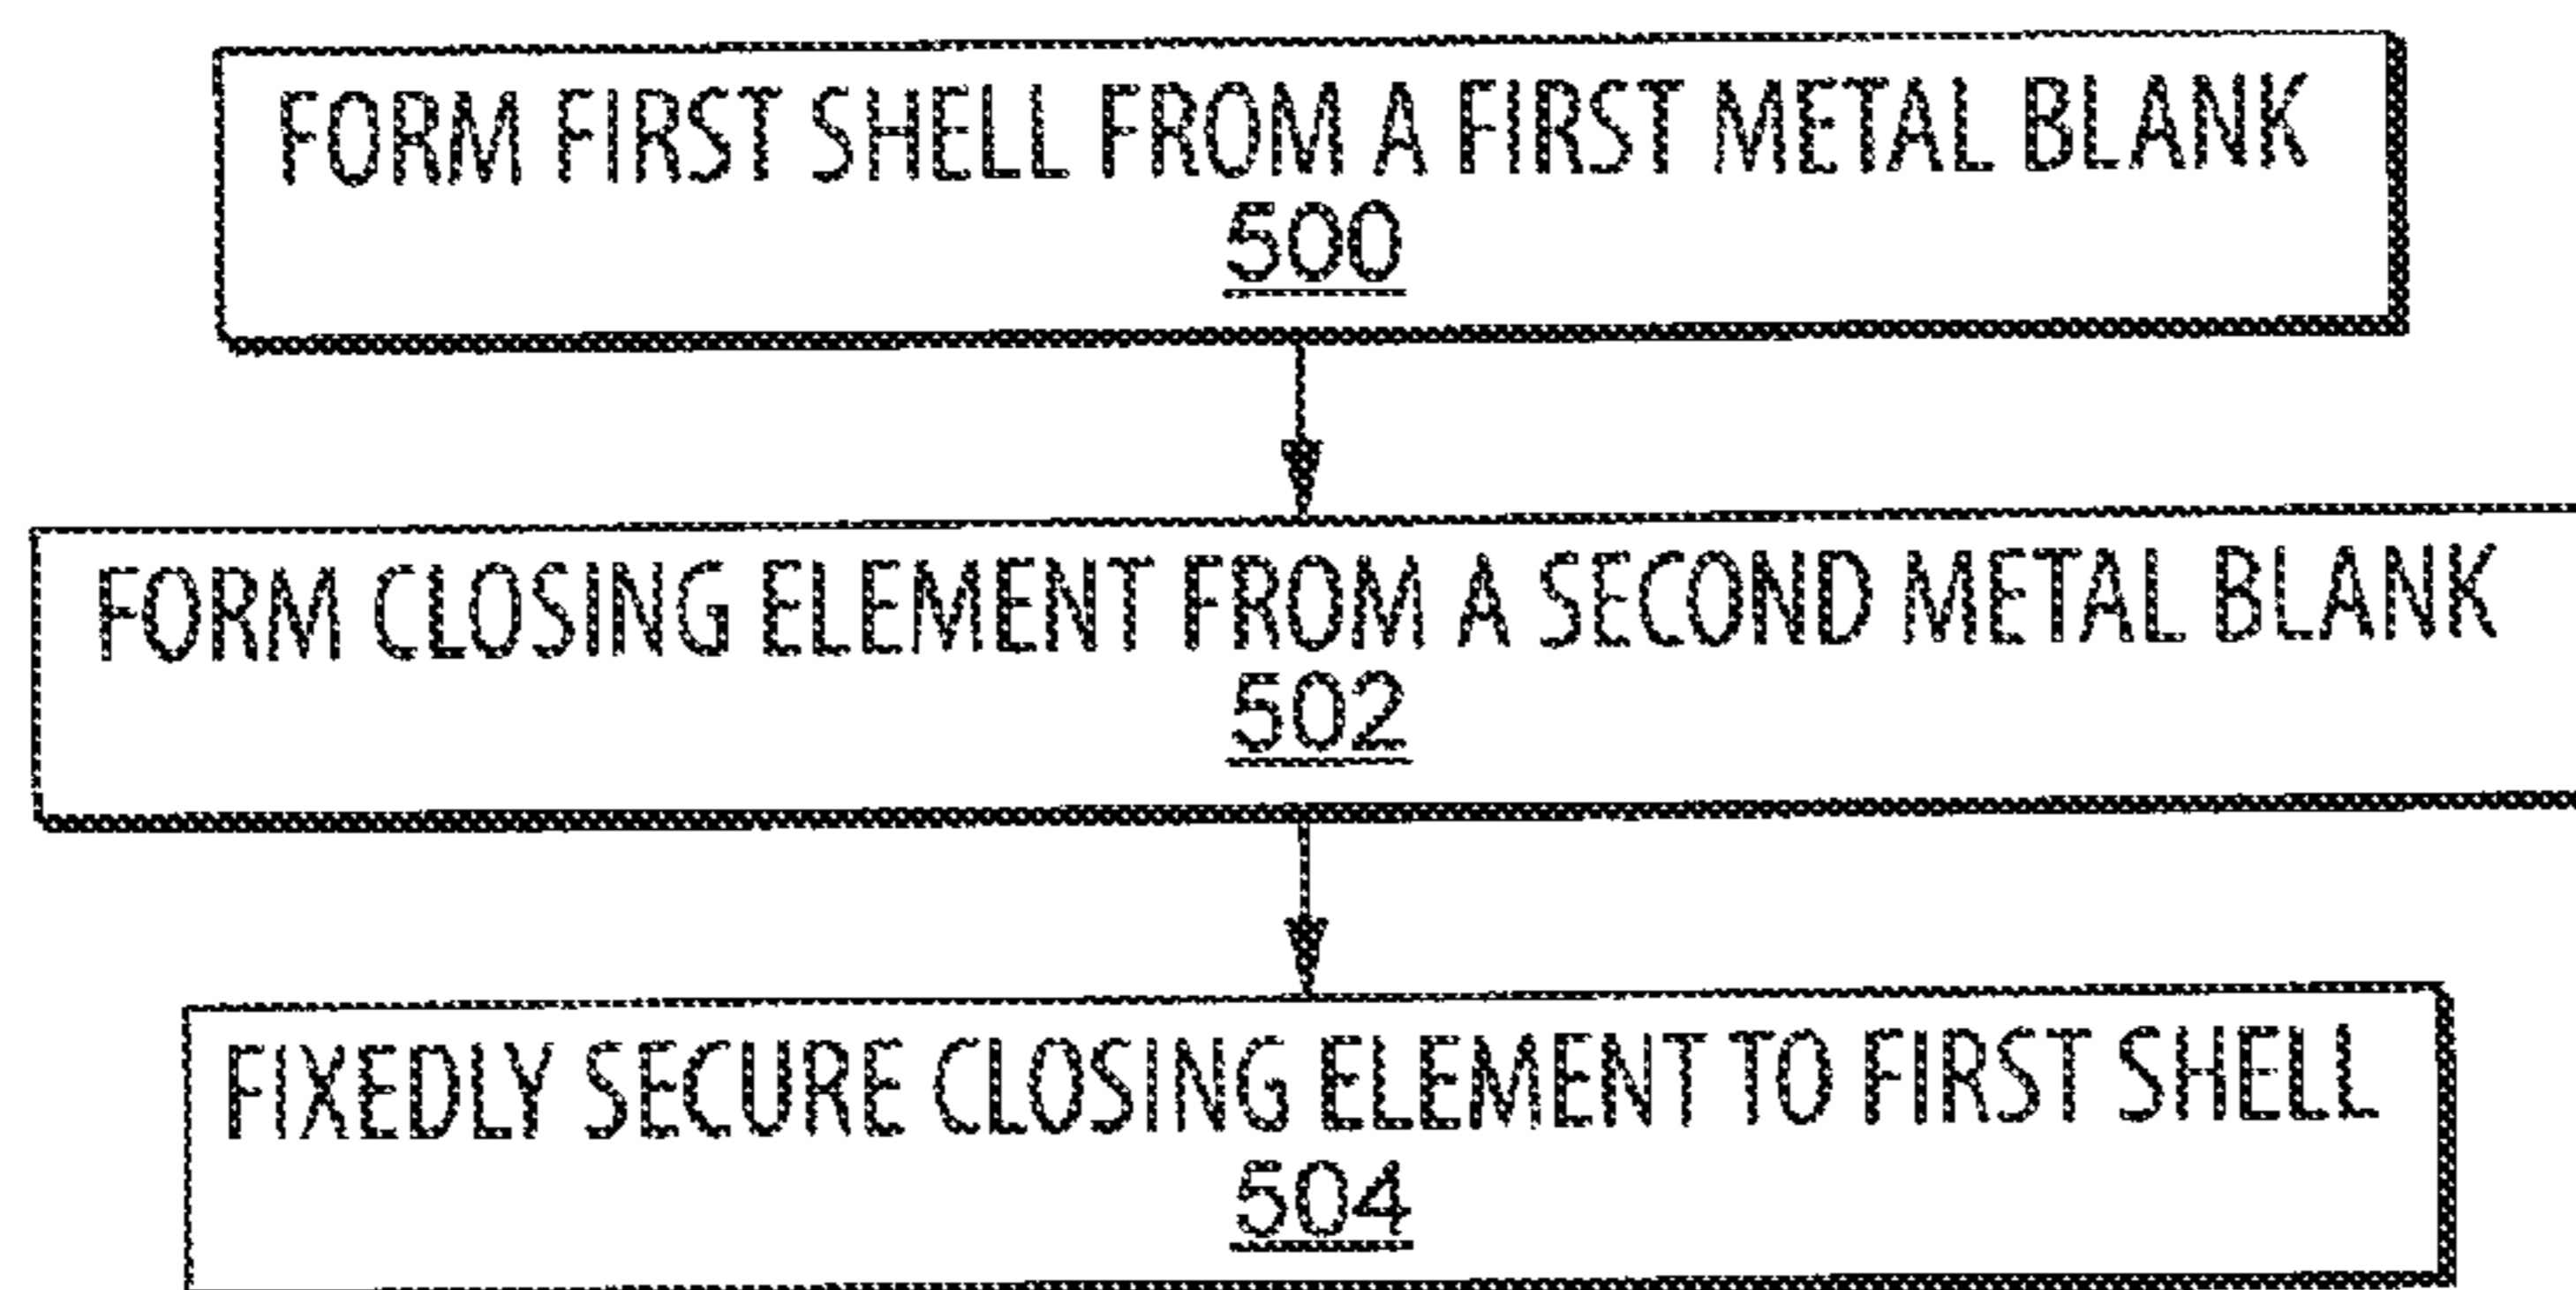 FORM FIRST SHELL FROM A FIRST METAL BLANK
500
FORM CLOSING ELEMENT FROM A SECOND METAL BLANK
502
FIXEDLY SECURE CLOSING ELEMENT TO FIRST SHELL
504